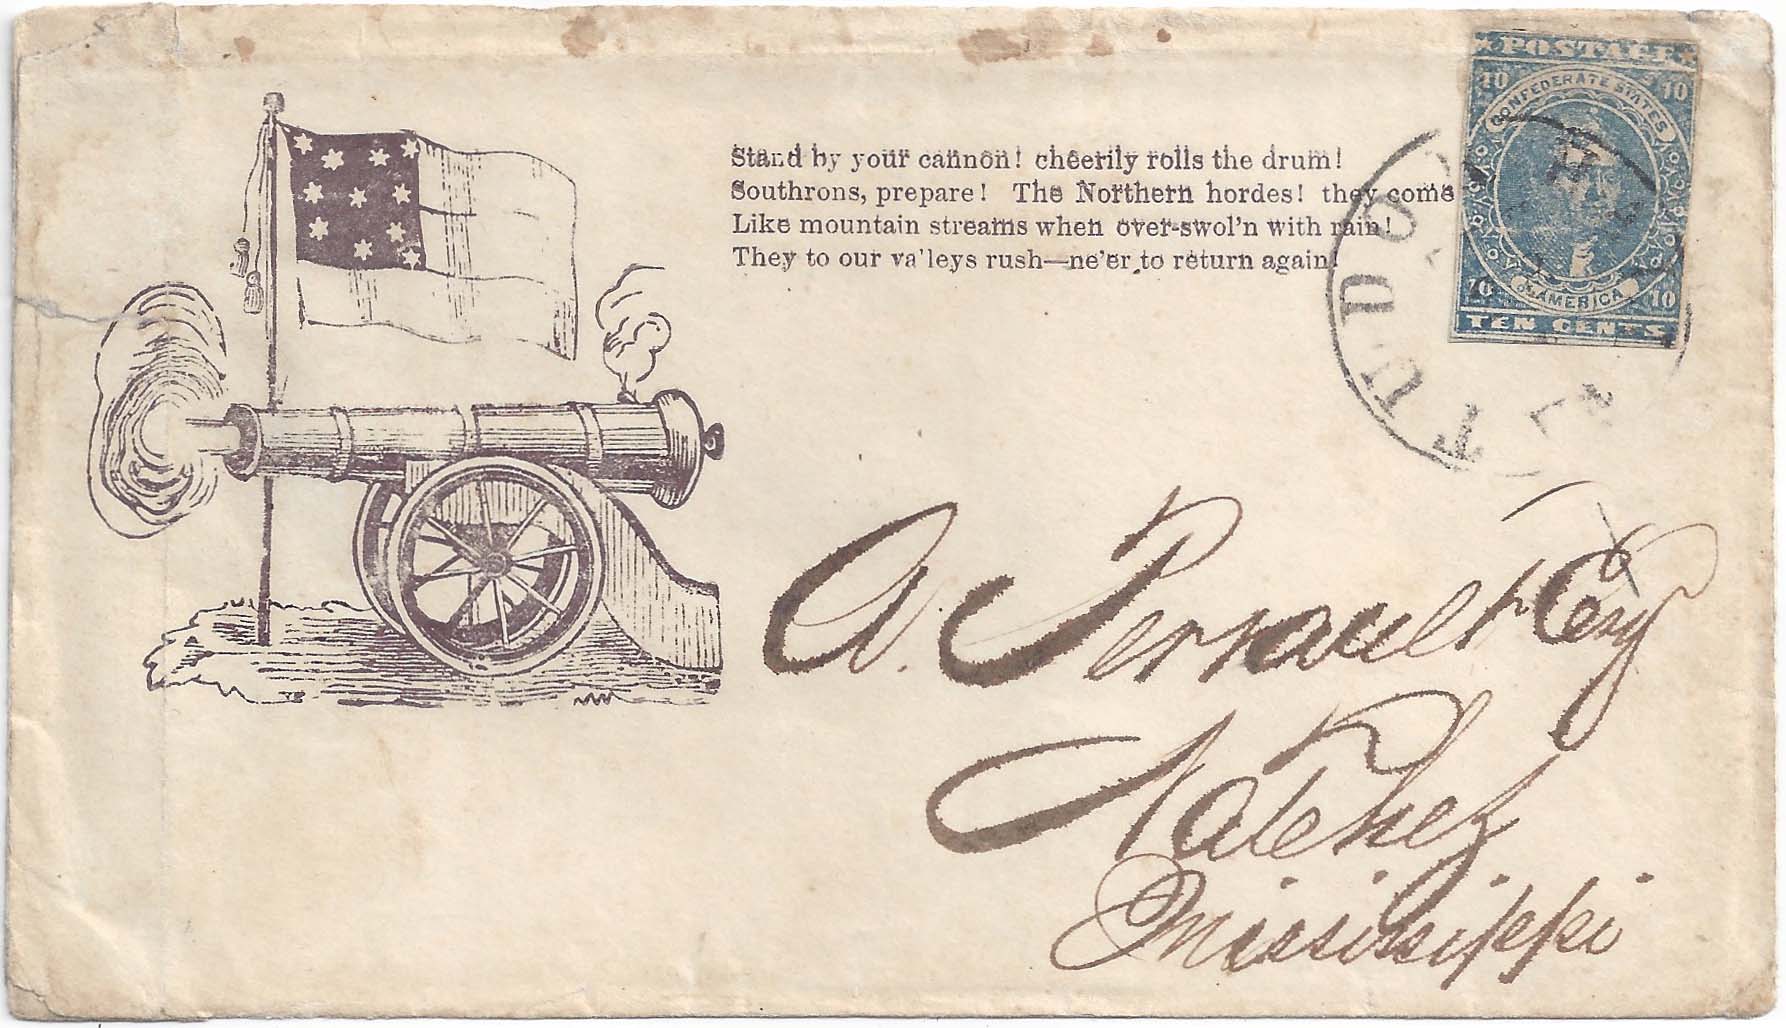 Stand by your cannon! cheerily rolls the drum!
Southrons, prepare! The Northern hordes! they come
Like mountain streams when over-swol'n with rain!
They to our va'leys rush—ne'er to return again!
POSTAGE
10 CONFEDERATE STATES 10
10 AMERICA 10
TEN CENTS
TUDO
A. Perrault Esq
Natchez
Mississippi